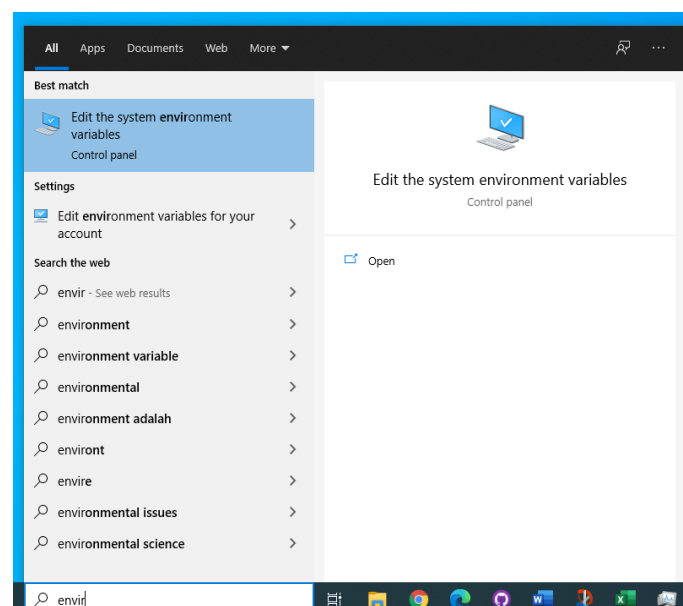 All Apps Documents Web More
Best match
Edit the system environment
variables
Control panel
Settings
Edit environment variables for your
account
Search the web
envir - See web results
environment
environment variable
environmental
environment adalah
environt
envire
environmental issues
environmental science
envir
Edit the system environment variables
Control panel
Open